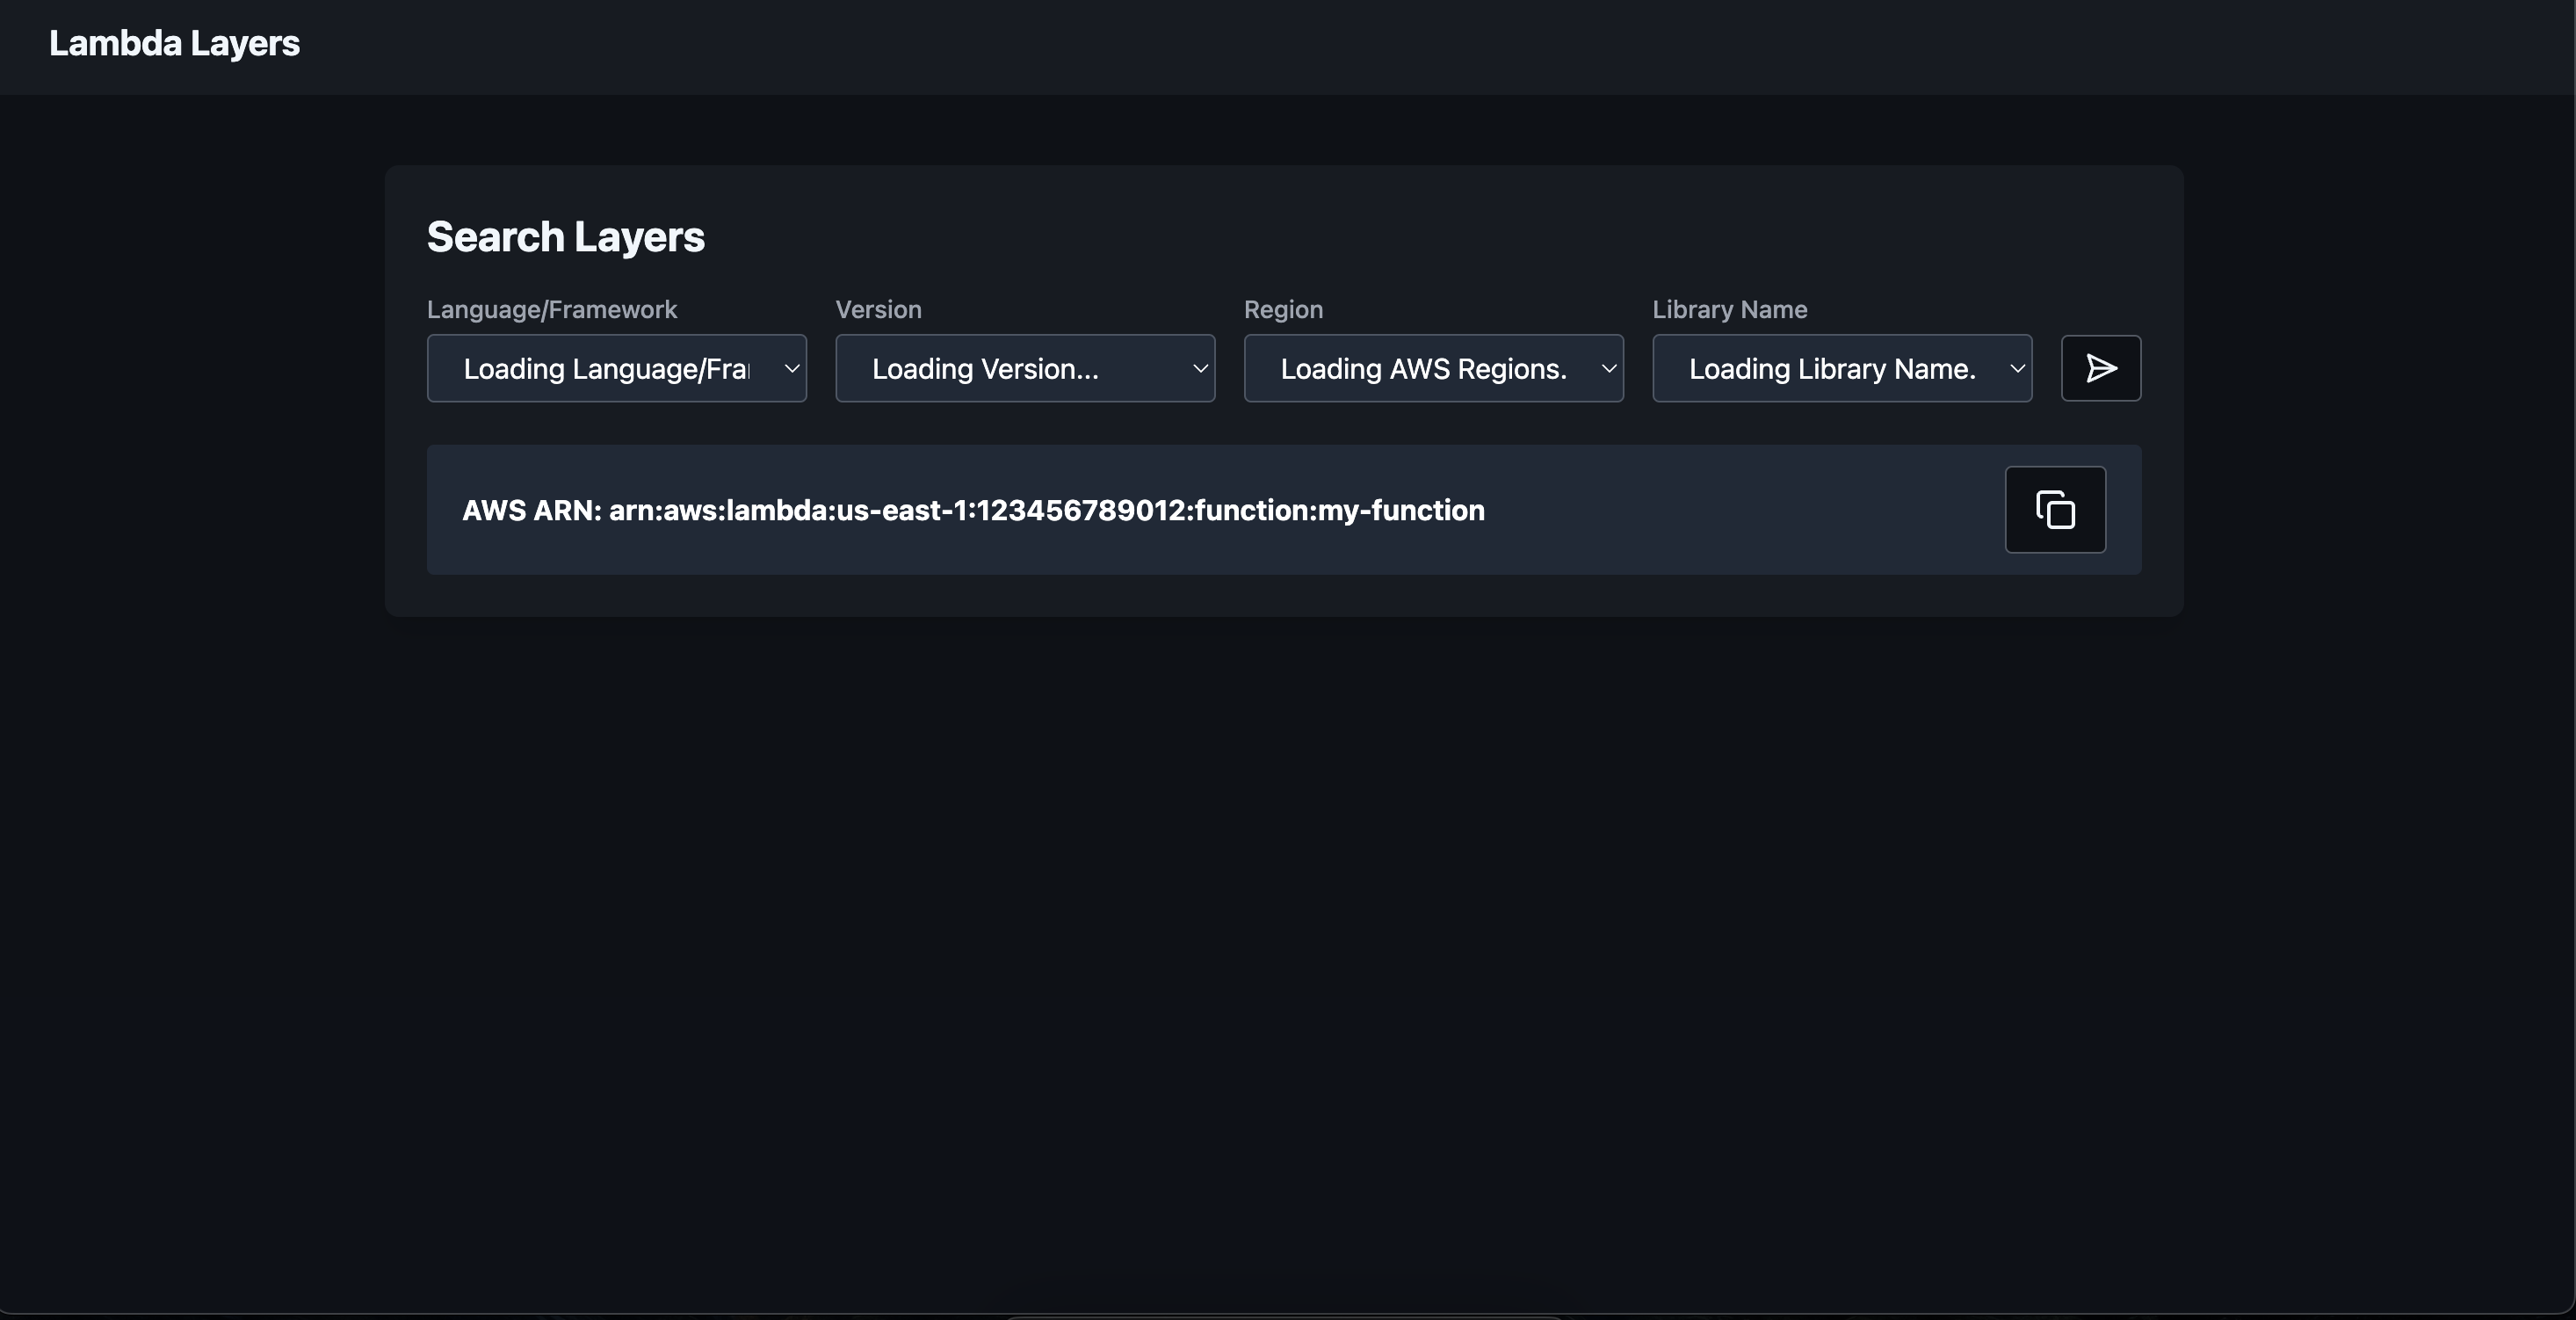 Lambda Layers
Search Layers
Language/Framework
Version
Region
Library Name
Loading Language/Fra
Loading Version...
Loading AWS Regions.
Loading Library Name.
AWS ARN: arn:aws:lambda:us-east-1:123456789012:function:my-function